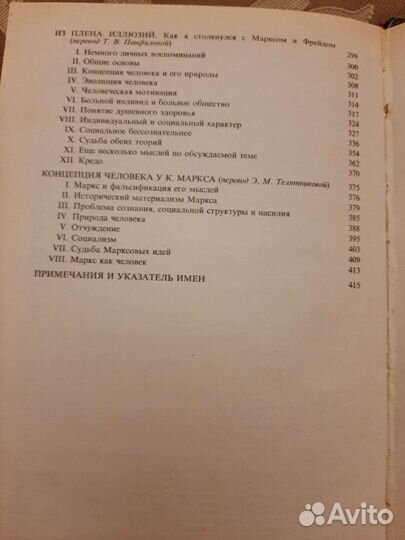 ИЗ ПЛЕНА ИЛЛЮЗИЙ. Как я столкнулся с Марксом и Фрейдом
(перевод Т. В. Панфиловой) 299
I. Немного личных воспоминаний 300
II. Общие основы 302
III. Концепция человека и его природы 308
IV. Эволюция человека 311
V. Человеческая мотивация 314
VI. Больной индивид и больное общество 317
VII. Понятие душевного здоровья 324
VIII. Индивидуальный и социальный характер 327
IX. Социальное бессознательное 336
X. Судьба обеих теорий 354
XI. Еще несколько мыслей по обсуждаемой теме 362
XII. Кредо 370
КОНЦЕПЦИЯ ЧЕЛОВЕКА У К. МАРКСА (перевод Э. М. Телятниковой) 375
I. Маркс и фальсификация его мыслей 376
II. Исторический материализм Маркса 379
III. Проблема сознания, социальной структуры и насилия 385
IV. Природа человека 388
V. Отчуждение 395
VI. Социализм 403
VII. Судьба Марксовых идей 409
VIII. Маркс как человек 413
ПРИМЕЧАНИЯ И УКАЗАТЕЛЬ ИМЕН 415
Avito